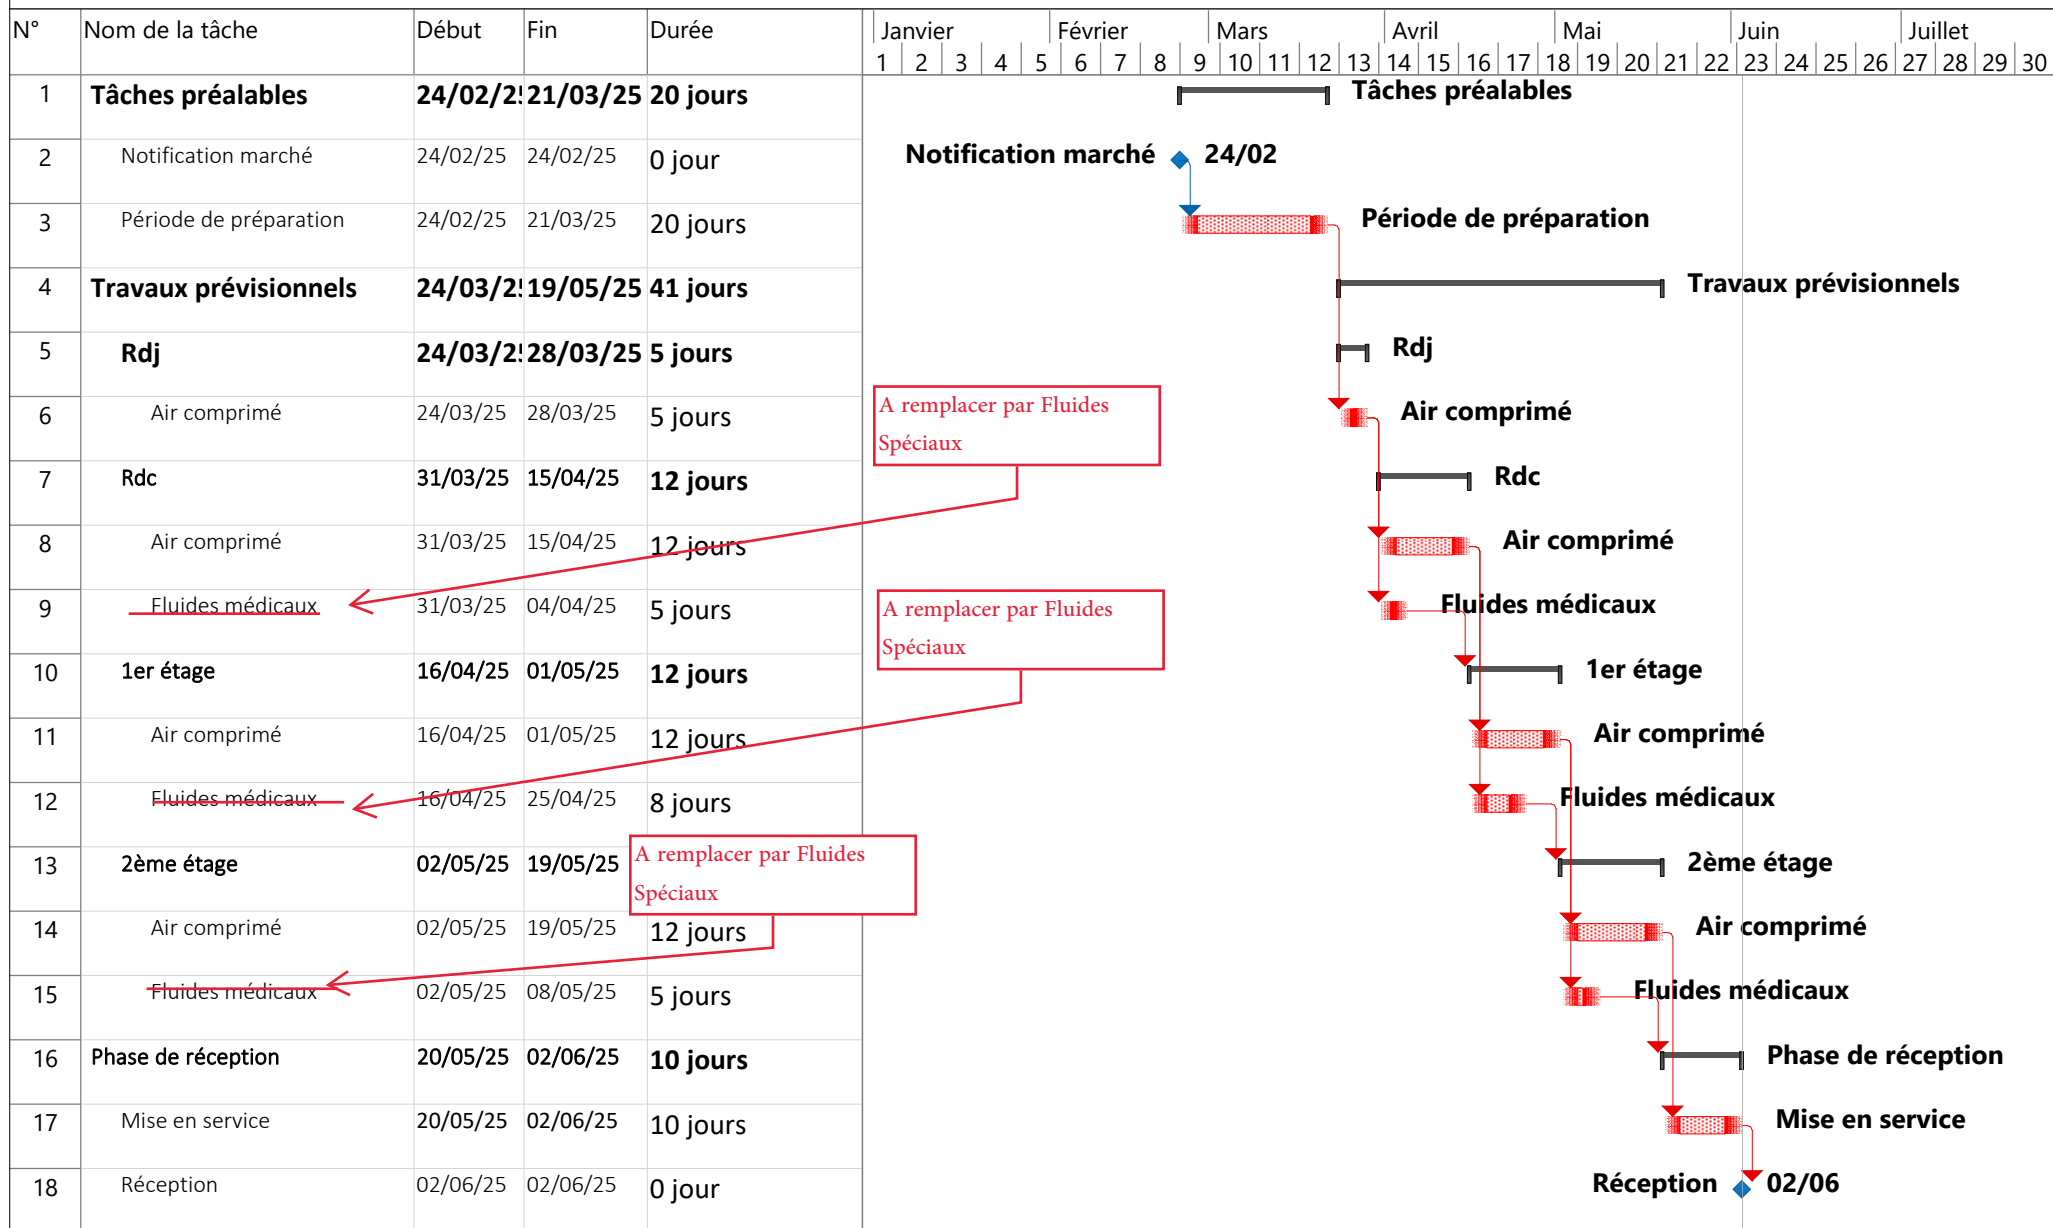 N° Nom de la tâche Début Fin Durée Janvier Février Mars Avril Mai Juin Juillet
1 2 3 4 5 6 7 8 9 10 11 12 13 14 15 16 17 18 19 20 21 22 23 24 25 26 27 28 29 30
1 Tâches préalables 24/02/25 21/03/25 20 jours Tâches préalables
2 Notification marché 24/02/25 24/02/25 0 jour Notification marché 24/02
3 Période de préparation 24/02/25 21/03/25 20 jours Période de préparation
4 Travaux prévisionnels 24/03/25 19/05/25 41 jours Travaux prévisionnels
5 Rdj 24/03/25 28/03/25 5 jours Rdj
6 Air comprimé 24/03/25 28/03/25 5 jours Air comprimé
A remplacer par Fluides
Spéciaux
7 Rdc 31/03/25 15/04/25 12 jours Rdc
8 Air comprimé 31/03/25 15/04/25 12 jours Air comprimé
9 Fluides médicaux 31/03/25 04/04/25 5 jours Fluides médicaux
A remplacer par Fluides
Spéciaux
10 1er étage 16/04/25 01/05/25 12 jours 1er étage
11 Air comprimé 16/04/25 01/05/25 12 jours Air comprimé
12 Fluides médicaux 16/04/25 25/04/25 8 jours Fluides médicaux
13 2ème étage 02/05/25 19/05/25 2ème étage
A remplacer par Fluides
Spéciaux
14 Air comprimé 02/05/25 19/05/25 12 jours Air comprimé
15 Fluides médicaux 02/05/25 08/05/25 5 jours Fluides médicaux
16 Phase de réception 20/05/25 02/06/25 10 jours Phase de réception
17 Mise en service 20/05/25 02/06/25 10 jours Mise en service
18 Réception 02/06/25 02/06/25 0 jour Réception 02/06